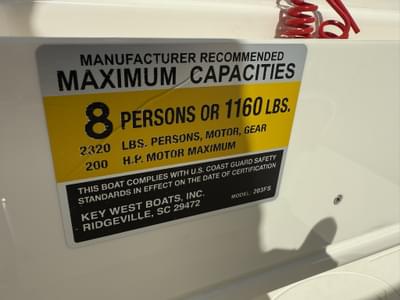 MANUFACTURER RECOMMENDED
MAXIMUM CAPACITIES
8 PERSONS OR 1160 LBS.
2320 LBS. PERSONS, MOTOR, GEAR
200 H.P. MOTOR MAXIMUM
THIS BOAT COMPLIES WITH U.S. COAST GUARD SAFETY
STANDARDS IN EFFECT ON THE DATE OF CERTIFICATION
KEY WEST BOATS, INC. MODEL: 203FS
RIDGEVILLE, SC 29472